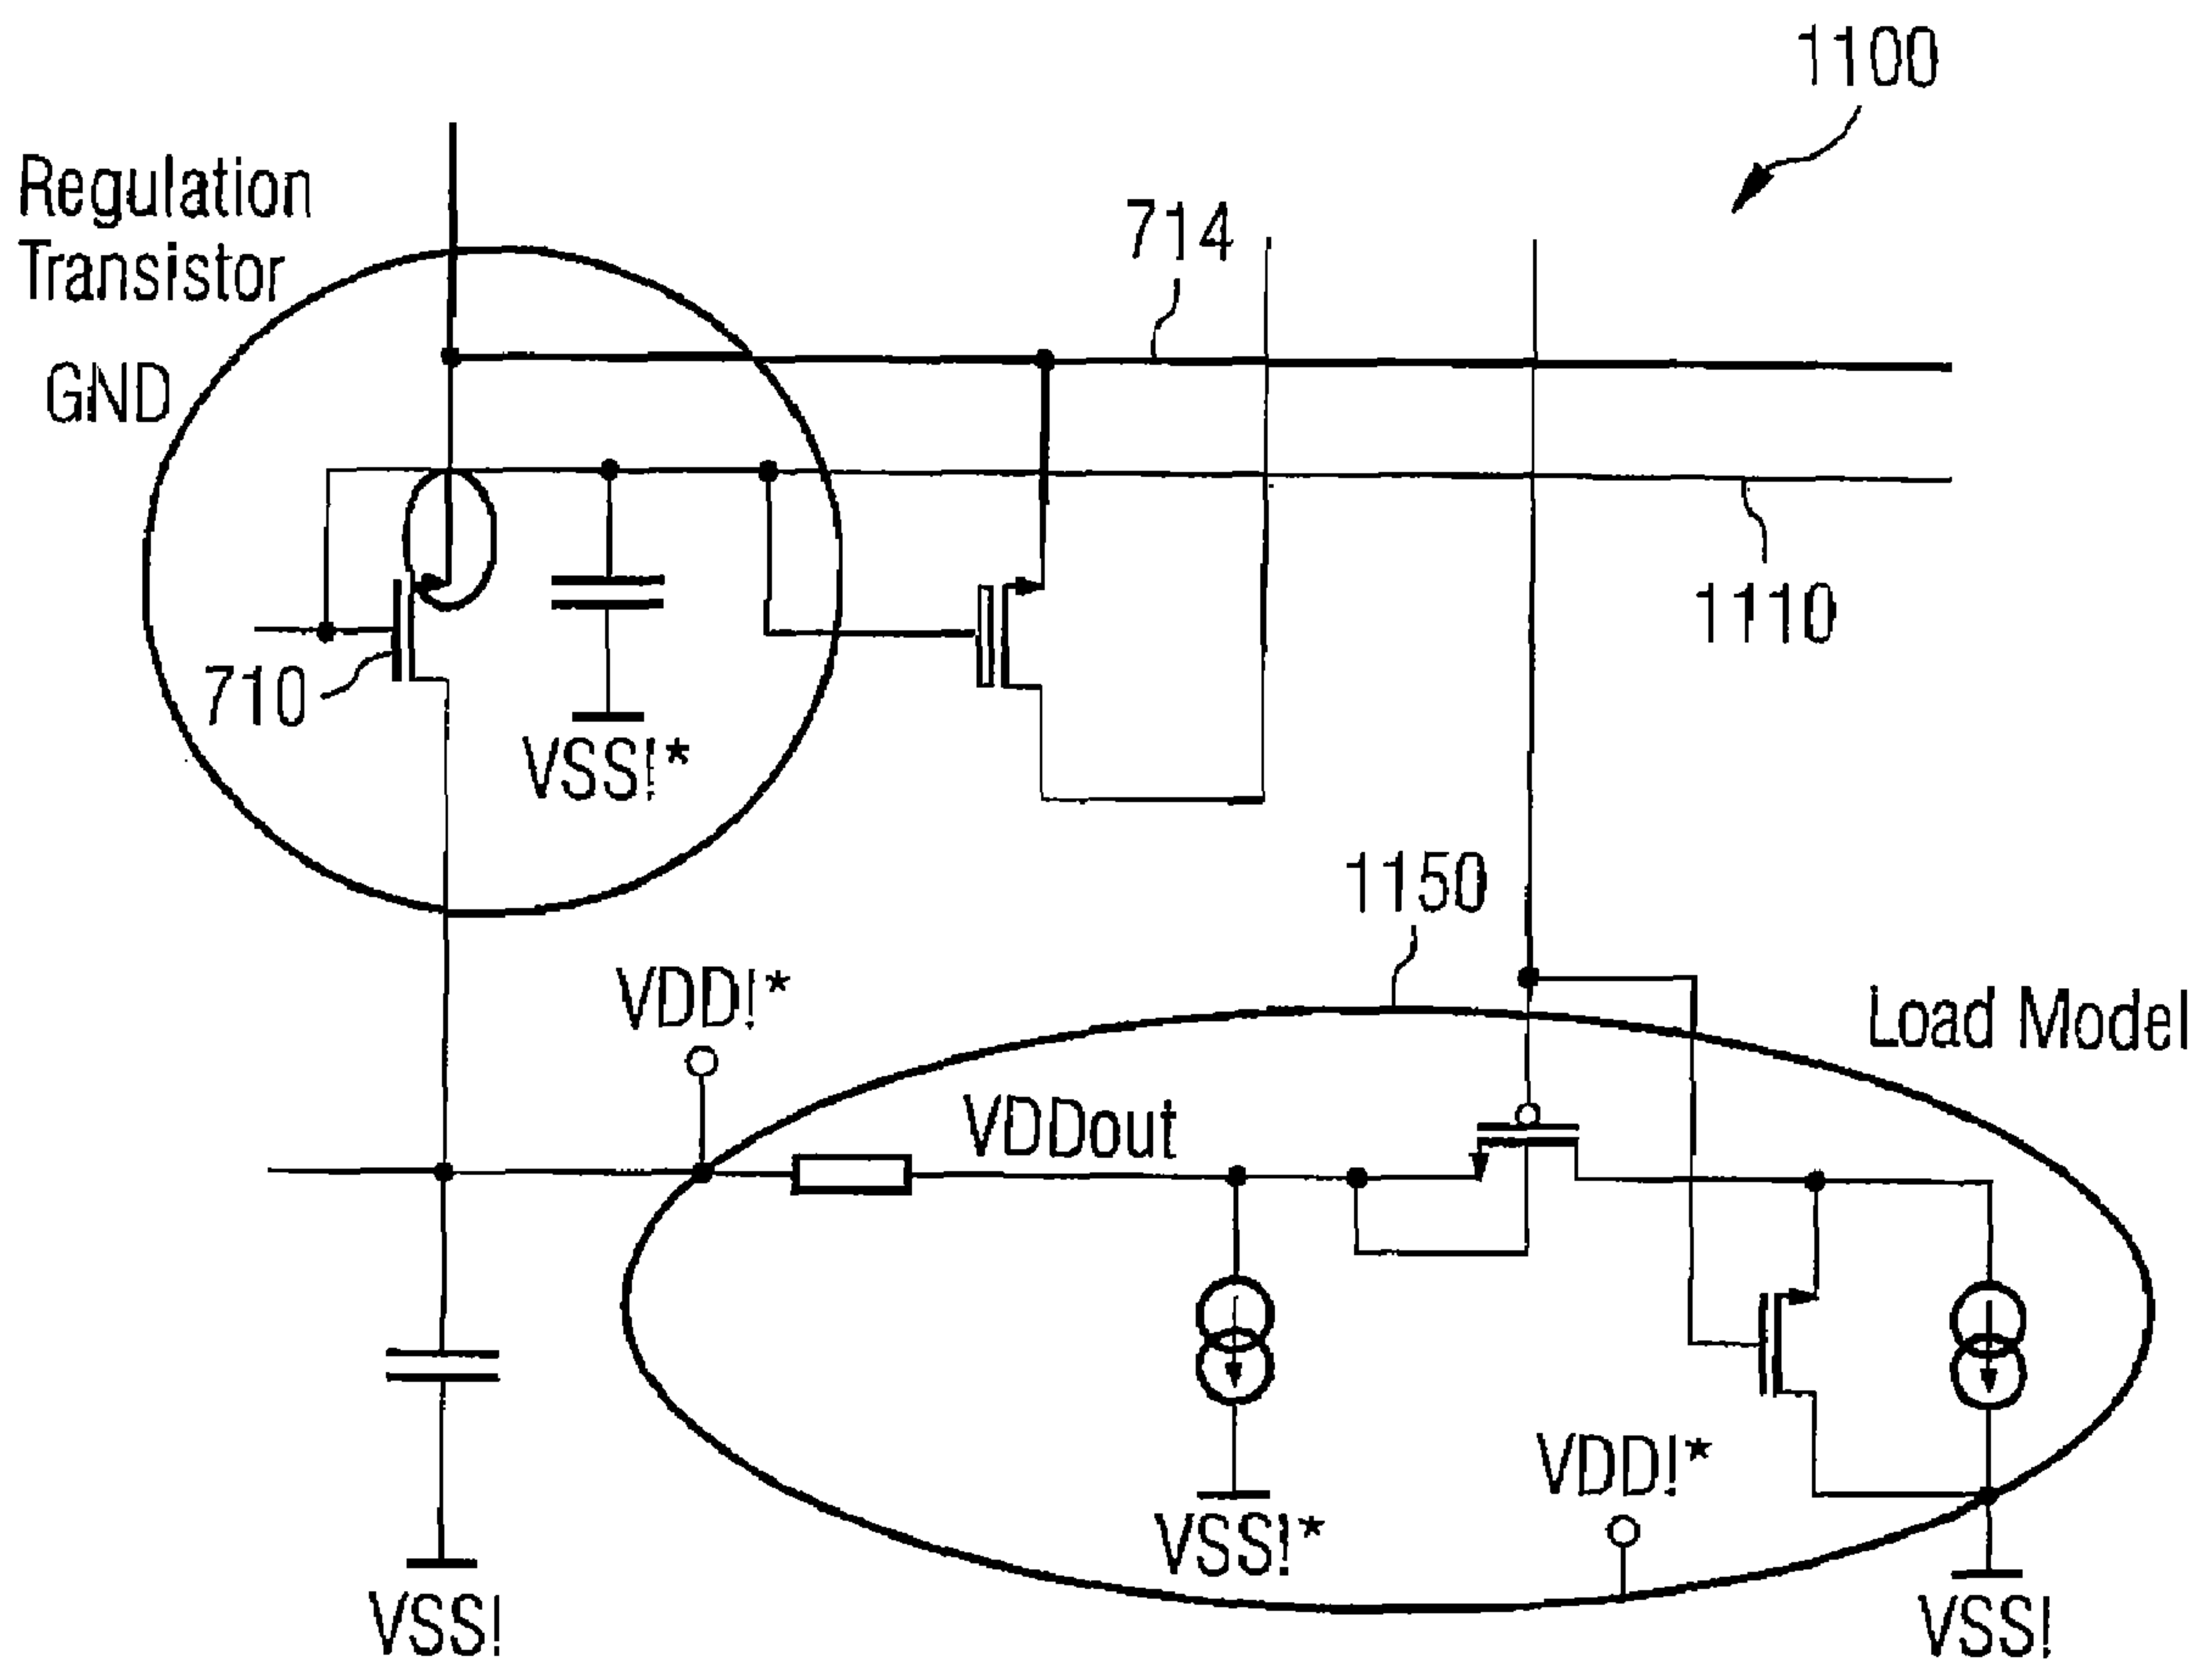 1100
Regulation
Transistor
714
GND
1110
710
VSS!*
1150
VDD!*
Load Model
VDDout
VDD!*
VSS!*
VSS!
VSS!